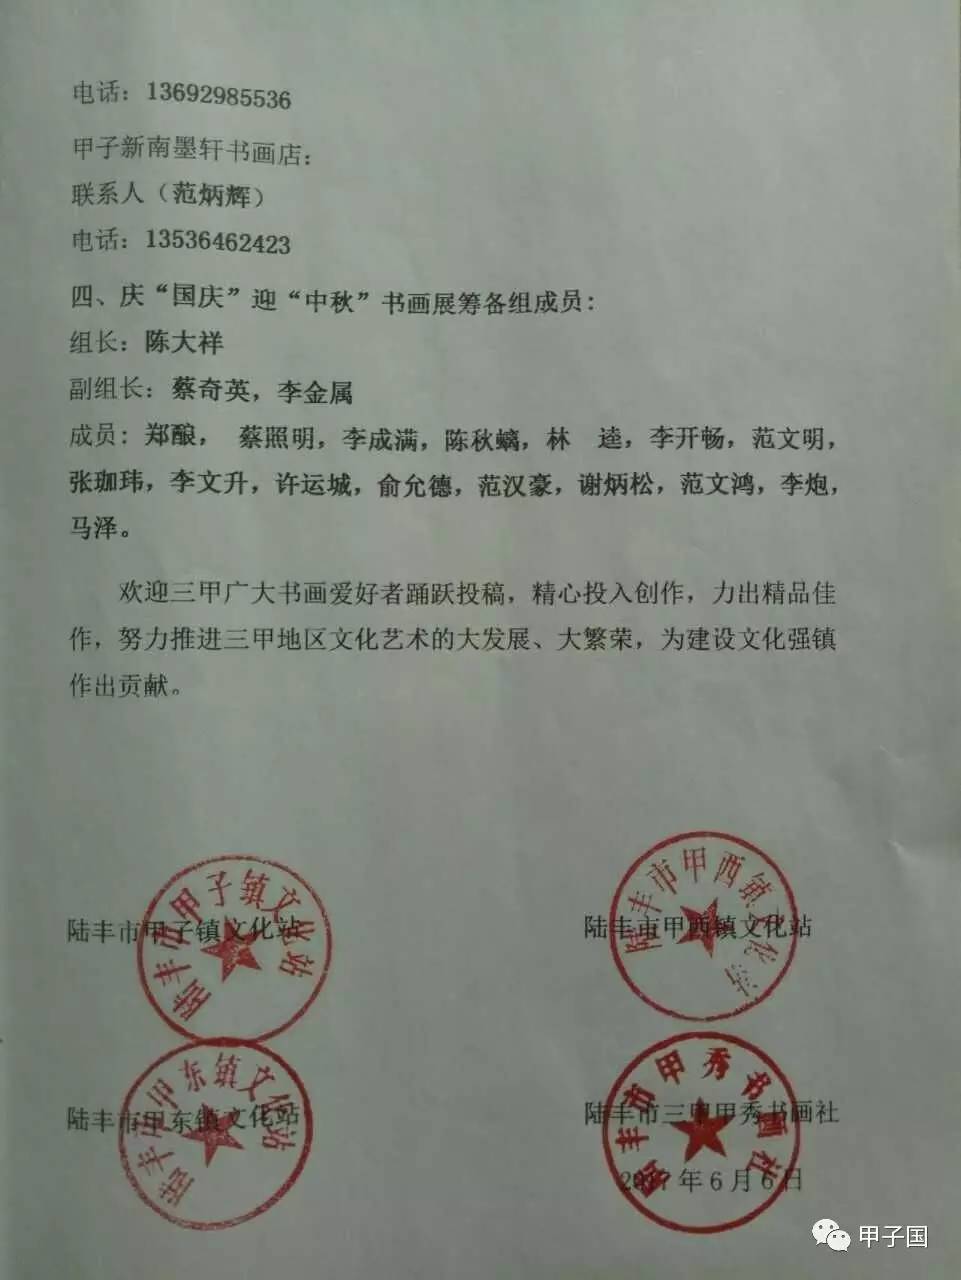 电话：13692985536
甲子新南墨轩书画店：
联系人（范炳辉）
电话：13536462423
四、庆“国庆”迎“中秋”书画展筹备组成员：
组长：陈大祥
副组长：蔡奇英，李金属
成员：郑酿， 蔡照明，李成满，陈秋螭，林 逵，李开畅，范文明，
张珈玮，李文升，许运城，俞允德，范汉豪，谢炳松，范文鸿，李炮，
马泽。
欢迎三甲广大书画爱好者踊跃投稿，精心投入创作，力出精品佳
作，努力推进三甲地区文化艺术的大发展、大繁荣，为建设文化强镇
作出贡献。
陆丰市甲子镇文化站
陆丰市甲子镇文化站
陆丰市甲西镇文化站
陆丰市甲西镇文化站
陆丰市甲东镇文化站
陆丰市甲东镇文化站
陆丰市三甲甲秀书画社
陆丰市甲秀书画社
2017年6月6日
甲子国